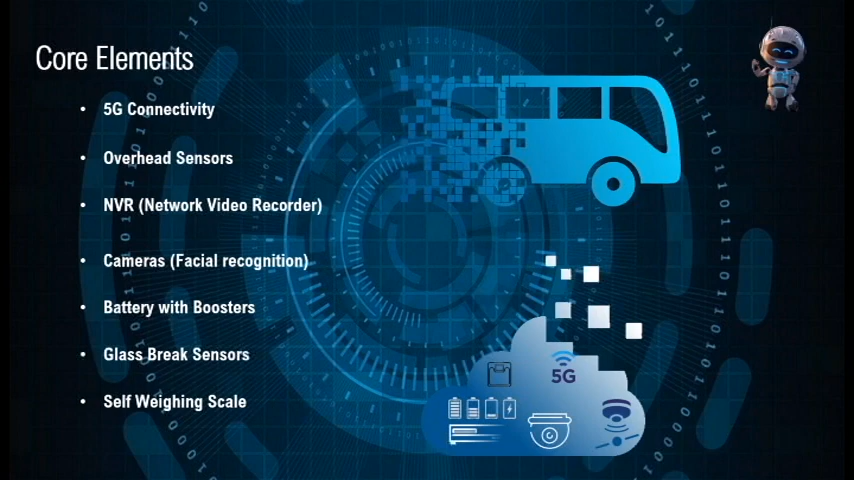 Core Elements
• 5G Connectivity
• Overhead Sensors
• NVR (Network Video Recorder)
• Cameras (Facial recognition)
• Battery with Boosters
• Glass Break Sensors
• Self Weighing Scale
5G